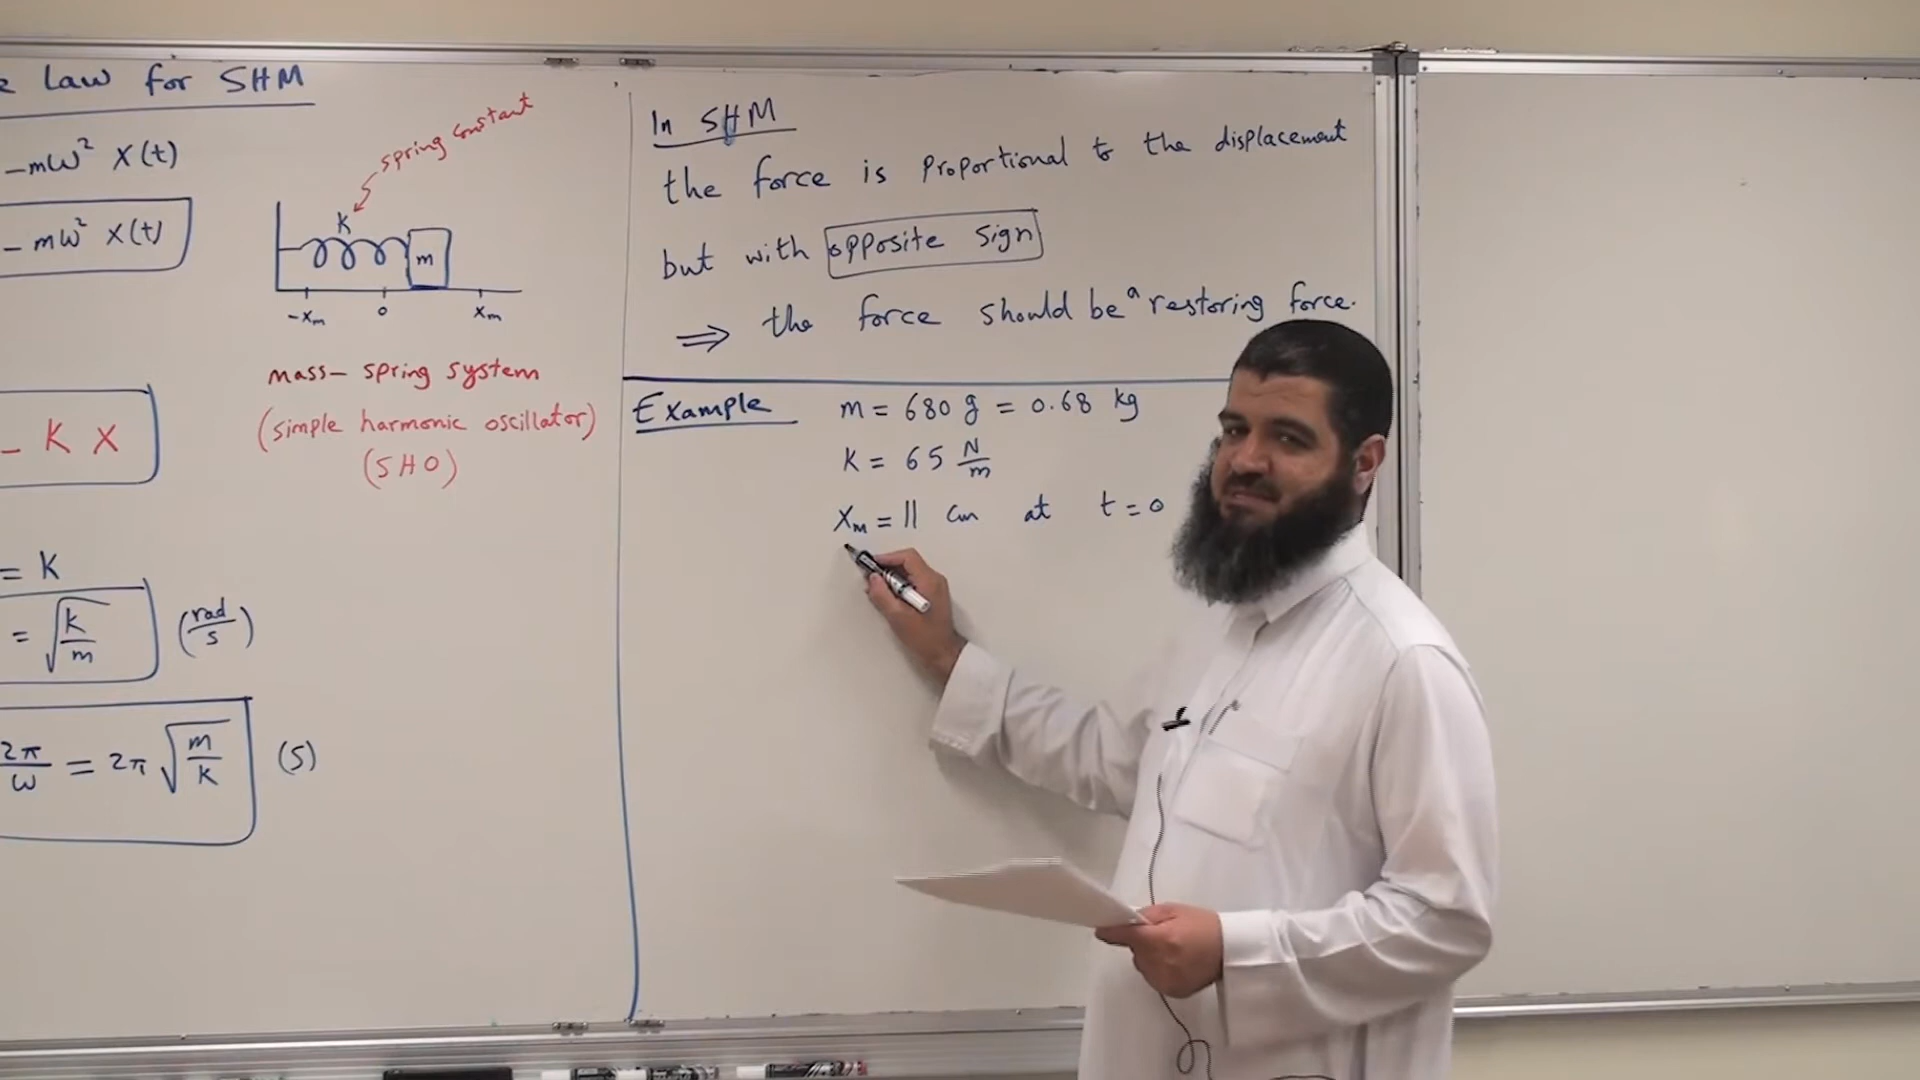 Law for SHM
-mω² X(t)
- mω² X(t)
spring constant
K
m
-Xm 0 Xm
mass- spring system
(simple harmonic oscillator)
(SHO)
- K X
= K
= √(k/m) (rad/s)
2π/ω = 2π √(m/k) (S)
In SHM
the force is proportional to the displacement
but with opposite sign
⇒ the force should be a restoring force.
Example m = 680 g = 0.68 kg
K = 65 N/m
Xm = 11 cm at t = 0